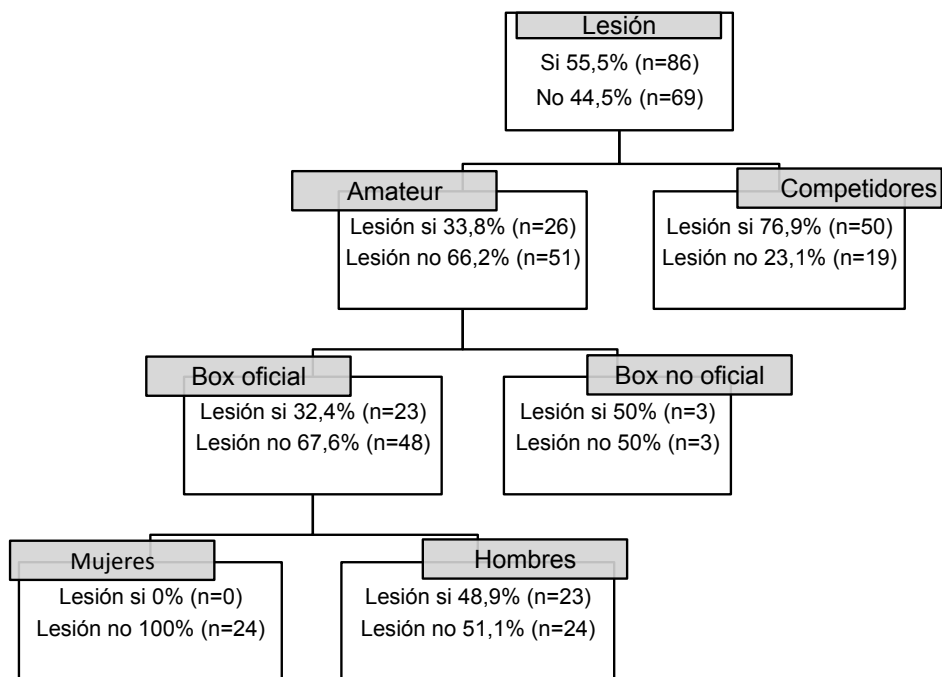 Lesión
Si 55,5% (n=86)
No 44,5% (n=69)
Amateur
Lesión si 33,8% (n=26)
Lesión no 66,2% (n=51)
Competidores
Lesión si 76,9% (n=50)
Lesión no 23,1% (n=19)
Box oficial
Lesión si 32,4% (n=23)
Lesión no 67,6% (n=48)
Box no oficial
Lesión si 50% (n=3)
Lesión no 50% (n=3)
Mujeres
Lesión si 0% (n=0)
Lesión no 100% (n=24)
Hombres
Lesión si 48,9% (n=23)
Lesión no 51,1% (n=24)